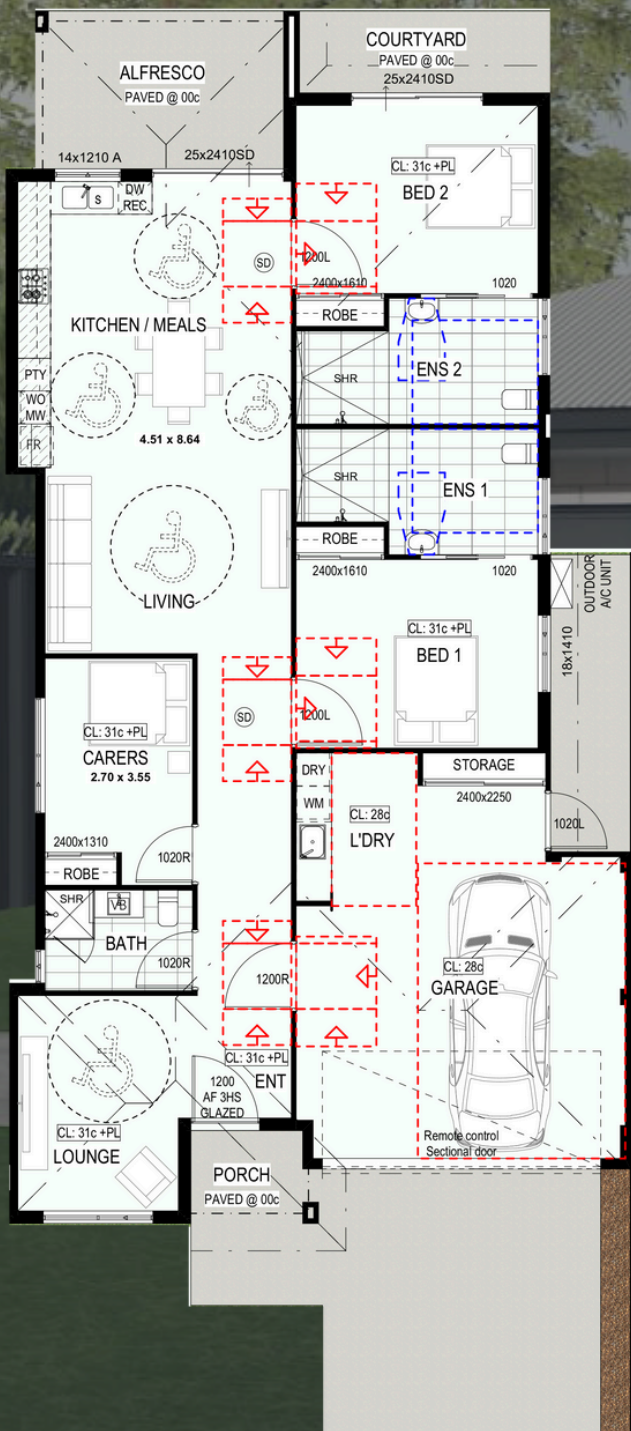 COURTYARD
PAVED @ 00c
25x2410SD
ALFRESCO
PAVED @ 00c
14x1210 A
25x2410SD
CL: 31c +PL
BED 2
S
DW
REC
SD
1200L
2400x1610
1020
ROBE
KITCHEN / MEALS
SHR
ENS 2
PTY
WO
MW
FR
4.51 x 8.64
SHR
ENS 1
ROBE
2400x1610
1020
LIVING
OUTDOOR
A/C UNIT
18x1410
CL: 31c +PL
BED 1
SD
1200L
CL: 31c +PL
CARERS
2.70 x 3.55
DRY
WM
STORAGE
2400x2250
CL: 28c
L'DRY
1020L
2400x1310
1020R
ROBE
SHR
VB
BATH
1020R
1200R
CL: 28c
GARAGE
CL: 31c +PL
ENT
1200
AF 3HS
GLAZED
CL: 31c +PL
LOUNGE
Remote control
Sectional door
PORCH
PAVED @ 00c